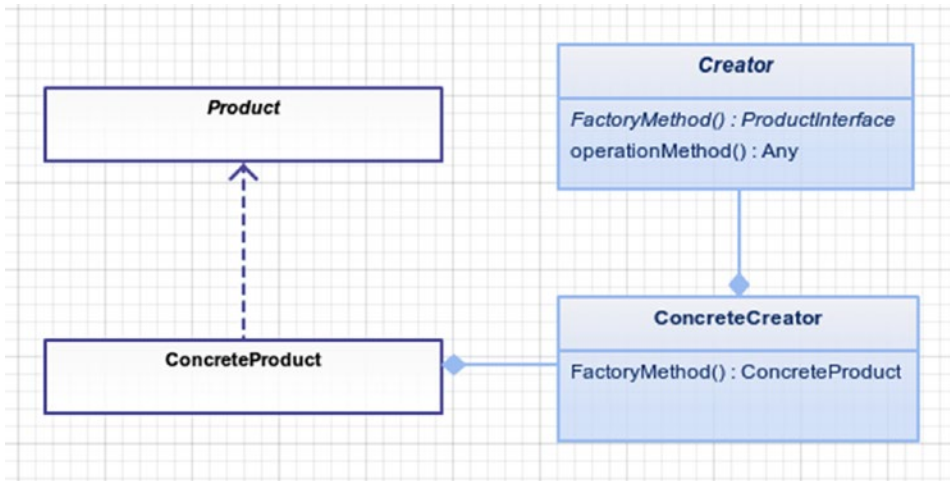 Product
ConcreteProduct
Creator
FactoryMethod() : ProductInterface
operationMethod() : Any
ConcreteCreator
FactoryMethod() : ConcreteProduct